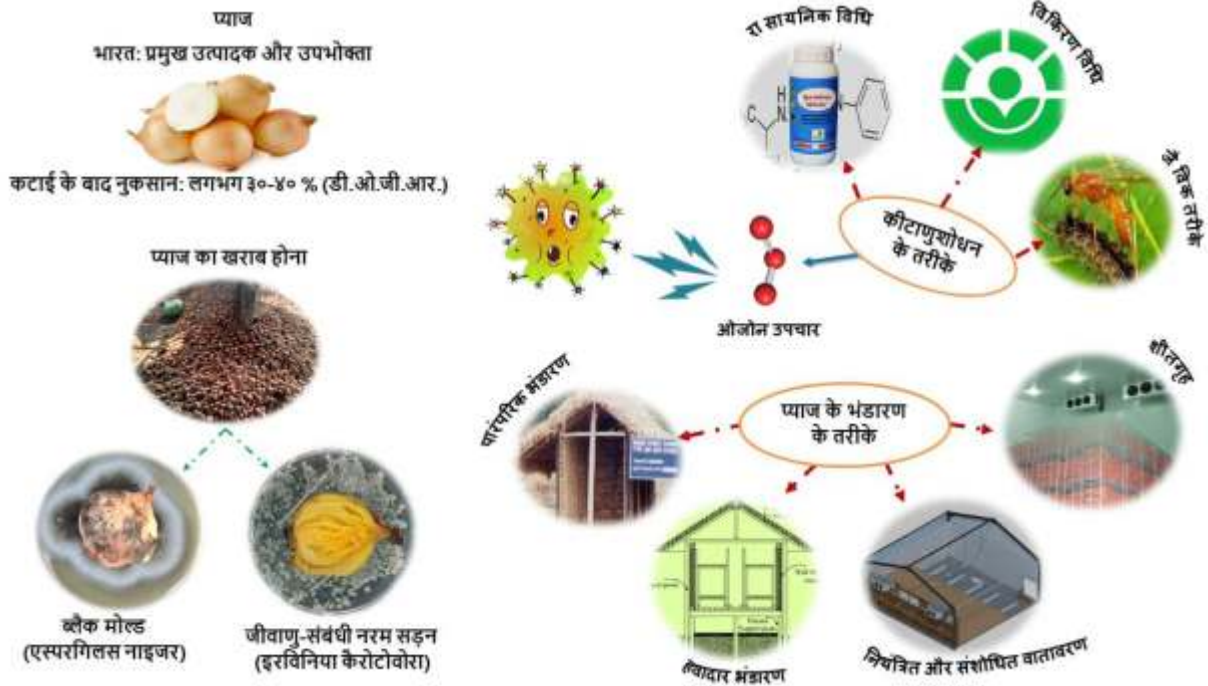 प्याज
भारत: प्रमुख उत्पादक और उपभोक्ता
कटाई के बाद नुकसान: लगभग ३०-४० % (डी.ओ.जी.आर.)
प्याज का खराब होना
ब्लैक मोल्ड
(एस्परगिलस नाइजर)
जीवाणु-संबंधी नरम सड़न
(इरविनिया कैरोटोवोरा)
रा सायनिक विधि
विकिरण विधि
जै विक तरीके
कीटाणुशोधन
के तरीके
ओजोन उपचार
H
C
N
N
पारंपरिक भंडारण
प्याज के भंडारण
के तरीके
शीतगृह
हवादार भंडारण
नियंत्रित और संशोधित वातावरण